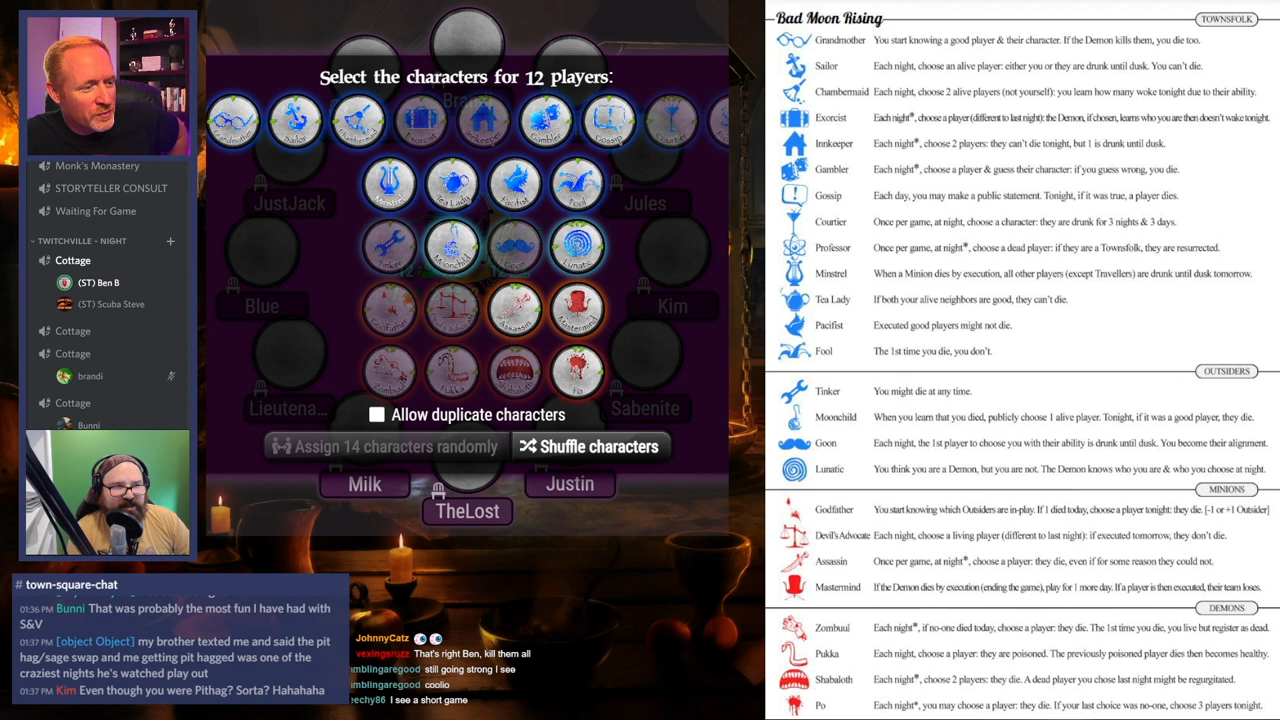 Select the characters for 12 players:
Minstrel
Tea Lady
Pacifist
Fool
Tinker
Moonchild
Lunatic
Assassin
Mastermind
Po
JustJack
Jules
Blue
Kim
Lieutena...
Sabenite
Allow duplicate characters
Assign 14 characters randomly
Shuffle characters
Milk
Justin
TheLost
Monk's Monastery
STORYTELLER CONSULT
Waiting For Game
TWITCHVILLE - NIGHT +
Cottage
(ST) Ben B
(ST) Scuba Steve
Cottage
Cottage
brandi
Cottage
Bunni
# town-square-chat
01:36 PM Bunni That was probably the most fun I have had with
S&V
01:37 PM [object Object] my brother texted me and said the pit
hag/sage swap and me getting pit hagged was one of the
craziest nights he's watched play out
01:37 PM Kim Even though you were Pithag? Sorta? Hahahaha
JohnnyCatz
vexingsruzz That's right Ben, kill them all
mblingaregood still going strong I see
mblingaregood coolio
eechy86 I see a short game
Bad Moon Rising
TOWNSFOLK
Grandmother You start knowing a good player & their character. If the Demon kills them, you die too.
Sailor Each night, choose an alive player: either you or they are drunk until dusk. You can't die.
Chambermaid Each night, choose 2 alive players (not yourself): you learn how many woke tonight due to their ability.
Exorcist Each night*, choose a player (different to last night): the Demon, if chosen, learns who you are then doesn't wake tonight.
Innkeeper Each night*, choose 2 players: they can't die tonight, but 1 is drunk until dusk.
Gambler Each night*, choose a player & guess their character: if you guess wrong, you die.
Gossip Each day, you may make a public statement. Tonight, if it was true, a player dies.
Courtier Once per game, at night, choose a character: they are drunk for 3 nights & 3 days.
Professor Once per game, at night*, choose a dead player: if they are a Townsfolk, they are resurrected.
Minstrel When a Minion dies by execution, all other players (except Travellers) are drunk until dusk tomorrow.
Tea Lady If both your alive neighbors are good, they can't die.
Pacifist Executed good players might not die.
Fool The 1st time you die, you don't.
OUTSIDERS
Tinker You might die at any time.
Moonchild When you learn that you died, publicly choose 1 alive player. Tonight, if it was a good player, they die.
Goon Each night, the 1st player to choose you with their ability is drunk until dusk. You become their alignment.
Lunatic You think you are a Demon, but you are not. The Demon knows who you are & who you choose at night.
MINIONS
Godfather You start knowing which Outsiders are in-play. If 1 died today, choose a player tonight: they die. [-1 or +1 Outsider]
Devil's Advocate Each night, choose a living player (different to last night): if executed tomorrow, they don't die.
Assassin Once per game, at night*, choose a player: they die, even if for some reason they could not.
Mastermind If the Demon dies by execution (ending the game), play for 1 more day. If a player is then executed, their team loses.
DEMONS
Zombuul Each night*, if no-one died today, choose a player: they die. The 1st time you die, you live but register as dead.
Pukka Each night, choose a player: they are poisoned. The previously poisoned player dies then becomes healthy.
Shabaloth Each night*, choose 2 players: they die. A dead player you chose last night might be regurgitated.
Po Each night*, you may choose a player: they die. If your last choice was no-one, choose 3 players tonight.